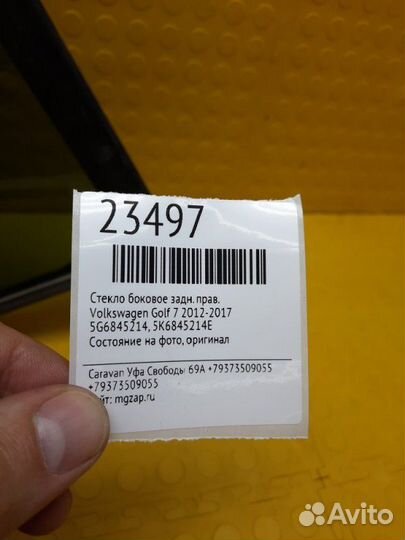 23497
Стекло боковое задн. прав.
Volkswagen Golf 7 2012-2017
5G6845214, 5K6845214E
Состояние на фото, оригинал
Caravan Уфа Свободы 69А +79373509055
+79373509055
йт: mgzap.ru
Avito